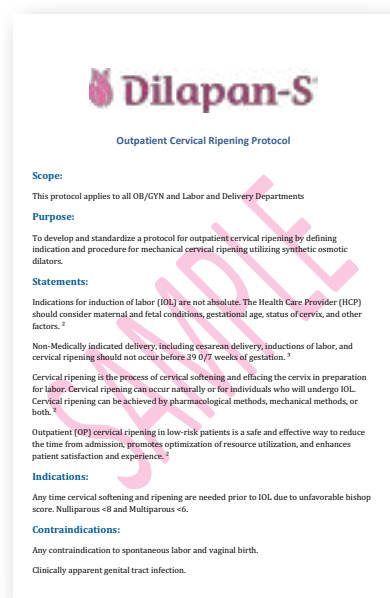 Dilapan-S
Outpatient Cervical Ripening Protocol
Scope:
This protocol applies to all OB/GYN and Labor and Delivery Departments
Purpose:
To develop and standardize a protocol for outpatient cervical ripening by defining
indication and procedure for mechanical cervical ripening utilizing synthetic osmotic
dilators.
Statements:
Indications for induction of labor (IOL) are not absolute. The Health Care Provider (HCP)
should consider maternal and fetal conditions, gestational age, status of cervix, and other
factors. ²
Non-Medically indicated delivery, including cesarean delivery, inductions of labor, and
cervical ripening should not occur before 39 0/7 weeks of gestation. ³
Cervical ripening is the process of cervical softening and effacing the cervix in preparation
for labor. Cervical ripening can occur naturally or for individuals who will undergo IOL.
Cervical ripening can be achieved by pharmacological methods, mechanical methods, or
both. ²
Outpatient (OP) cervical ripening in low-risk patients is a safe and effective way to reduce
the time from admission, promotes optimization of resource utilization, and enhances
patient satisfaction and experience. ²
Indications:
Any time cervical softening and ripening are needed prior to IOL due to unfavorable bishop
score. Nulliparous <8 and Multiparous <6.
Contraindications:
Any contraindication to spontaneous labor and vaginal birth.
Clinically apparent genital tract infection.
SAMPLE